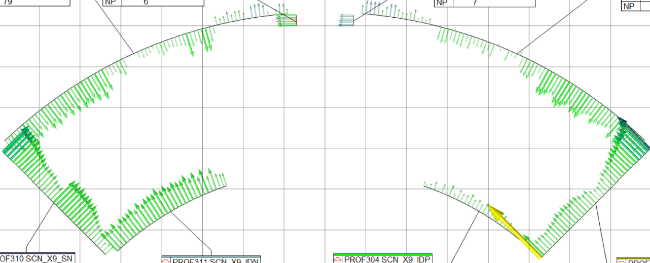 79
NP 6
NP 7
NP
OF310 SCN_X9_SN
PROF311 SCN_X9_IDN
PROF304 SCN_X9_IDP